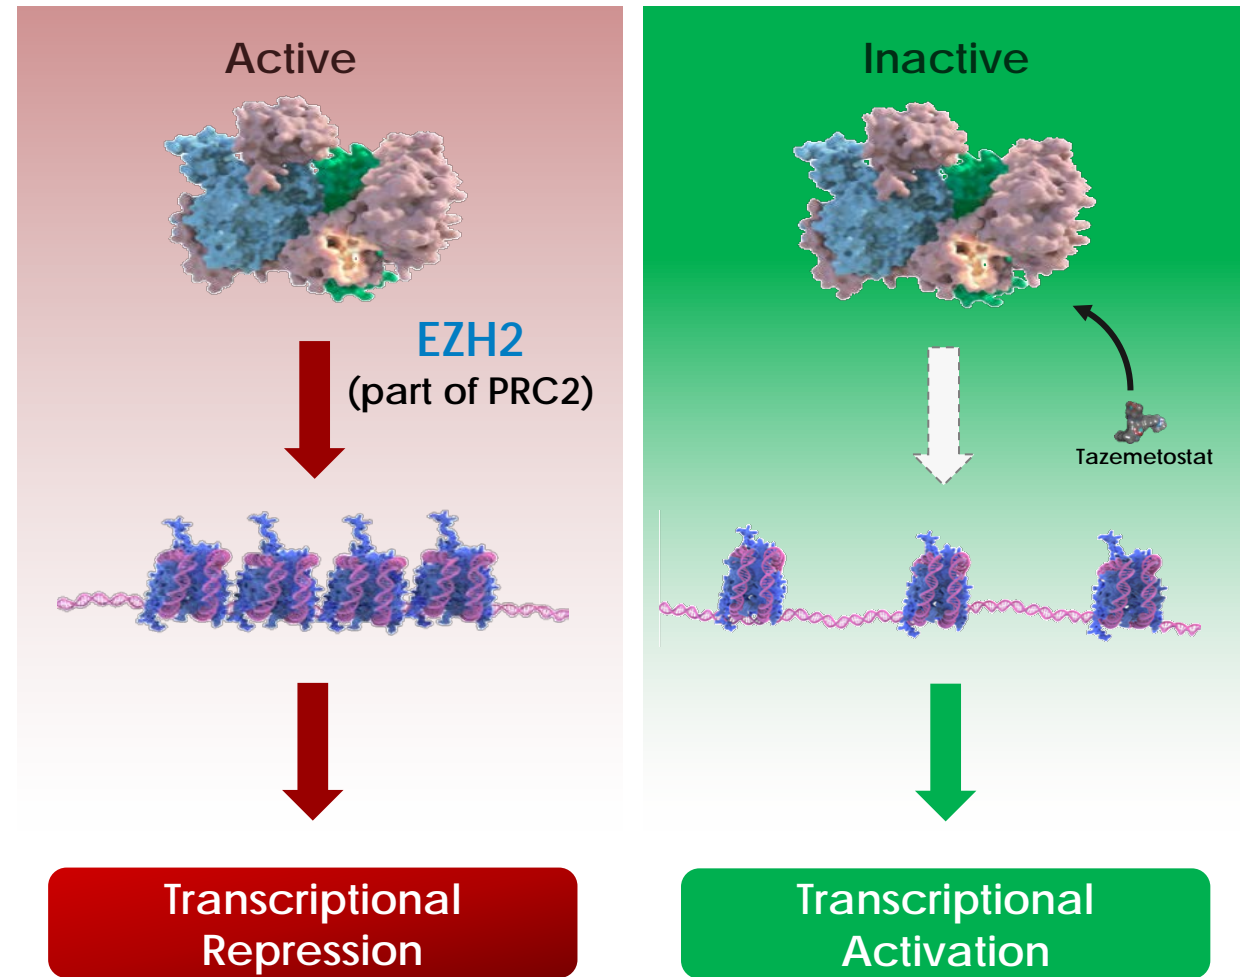 Active
EZH2
(part of PRC2)
Transcriptional
Repression
Inactive
Tazemetostat
Transcriptional
Activation